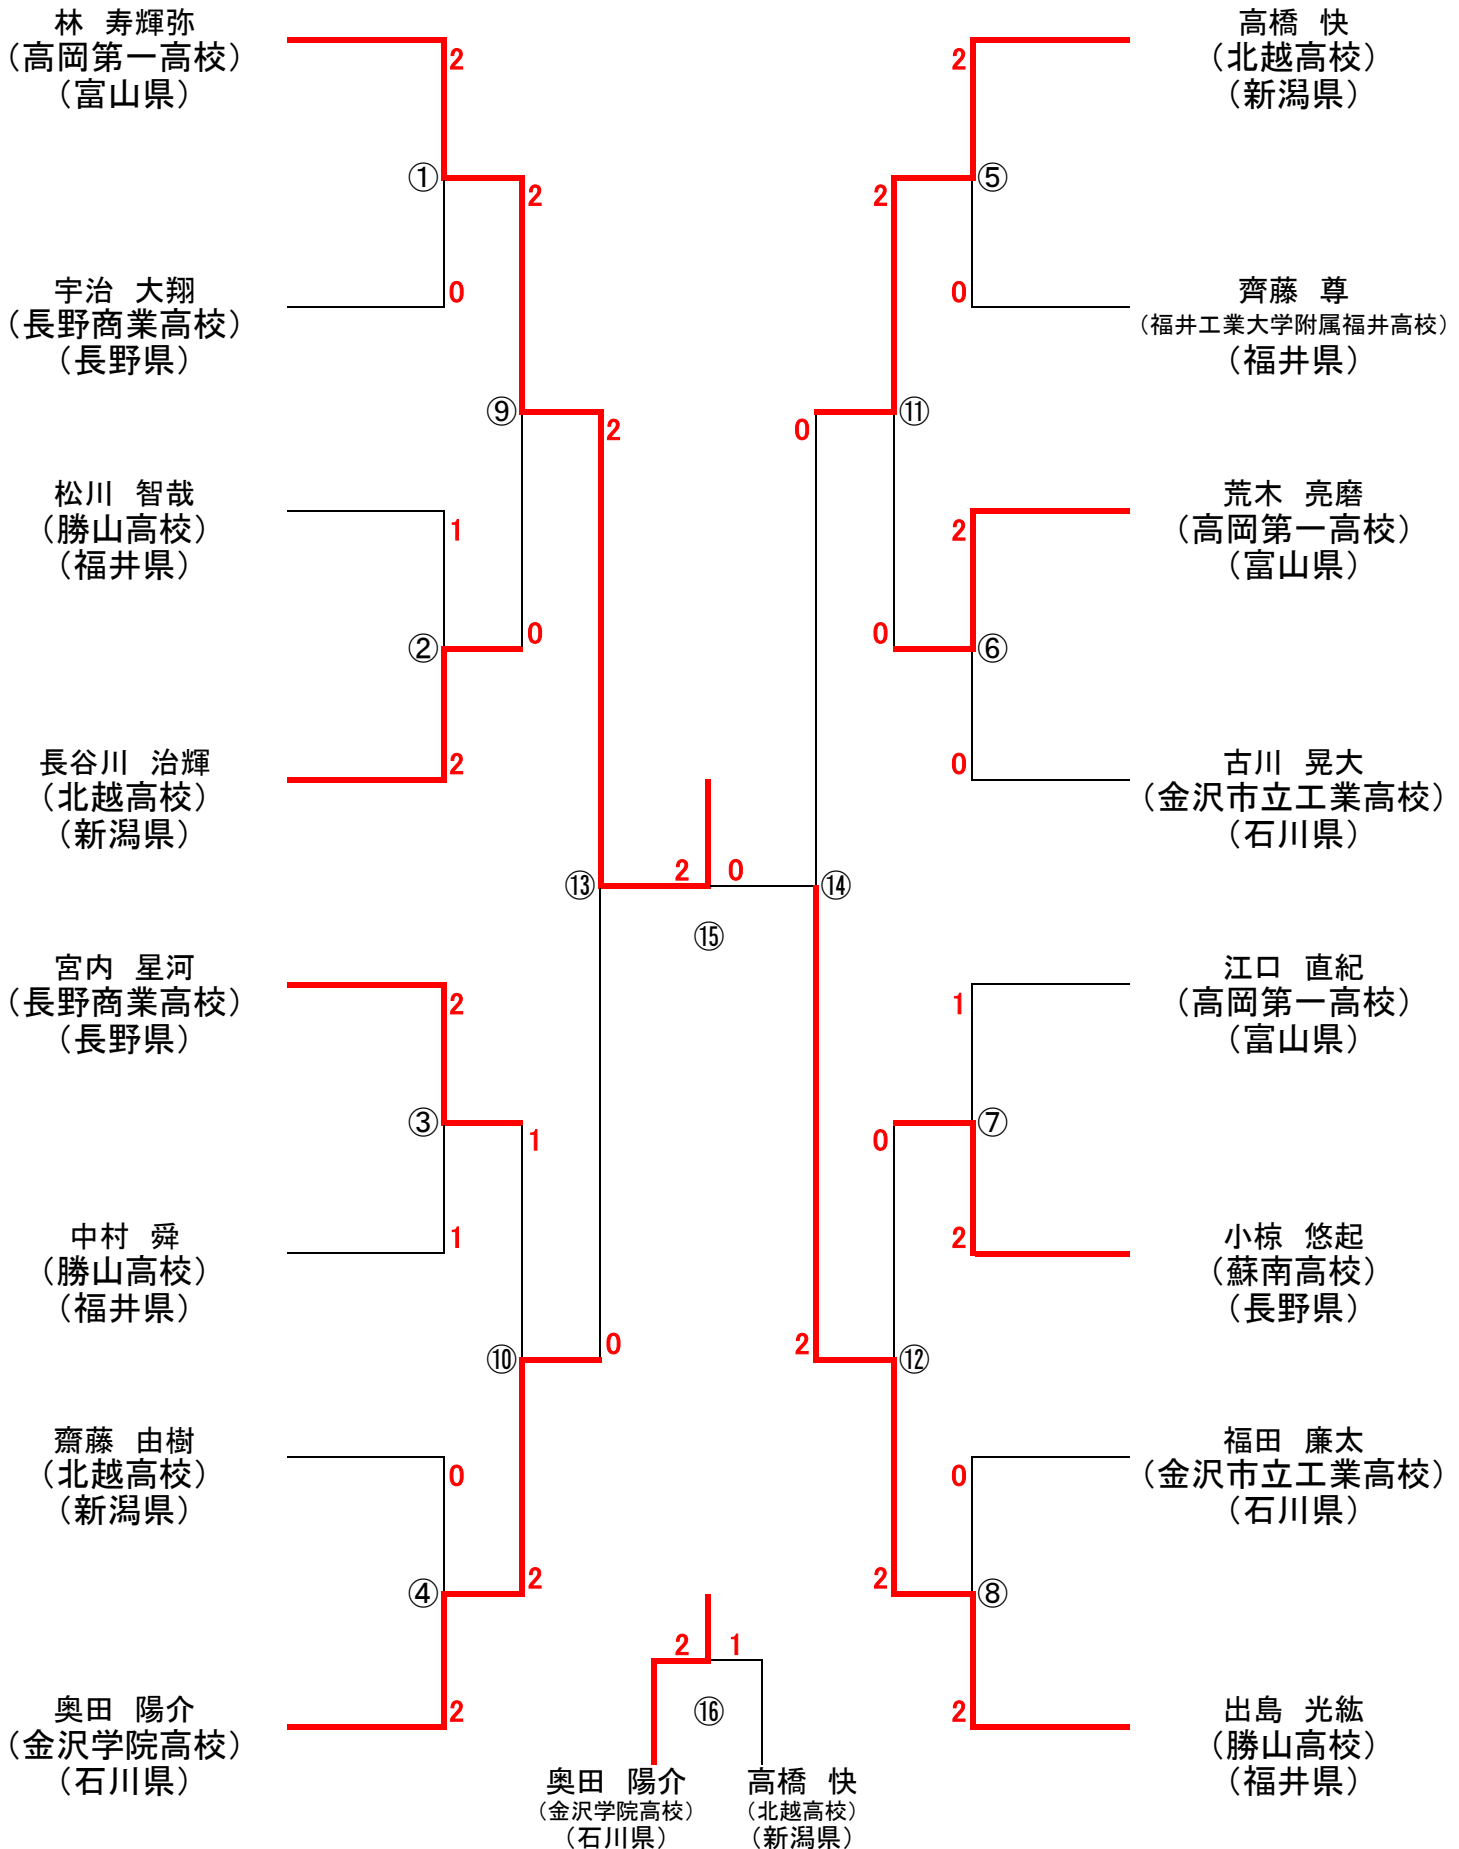 林　寿輝弥
（高岡第一高校）
（富山県）
2
①
2
宇治　大翔
（長野商業高校）
（長野県）
0
⑨
2
松川　智哉
（勝山高校）
（福井県）
1
②
0
長谷川　治輝
（北越高校）
（新潟県）
2
⑬
2
0
⑭
⑮
宮内　星河
（長野商業高校）
（長野県）
2
③
1
中村　舜
（勝山高校）
（福井県）
1
⑩
0
齋藤　由樹
（北越高校）
（新潟県）
0
④
2
奥田　陽介
（金沢学院高校）
（石川県）
2
高橋　快
（北越高校）
（新潟県）
2
⑤
2
齊藤　尊
（福井工業大学附属福井高校）
（福井県）
0
⑪
0
荒木　亮磨
（高岡第一高校）
（富山県）
2
⑥
0
古川　晃大
（金沢市立工業高校）
（石川県）
0
江口　直紀
（高岡第一高校）
（富山県）
1
⑦
0
小椋　悠起
（蘇南高校）
（長野県）
2
⑫
2
福田　廉太
（金沢市立工業高校）
（石川県）
0
⑧
2
出島　光紘
（勝山高校）
（福井県）
2
2
1
⑯
奥田　陽介
（金沢学院高校）
（石川県）
高橋　快
（北越高校）
（新潟県）